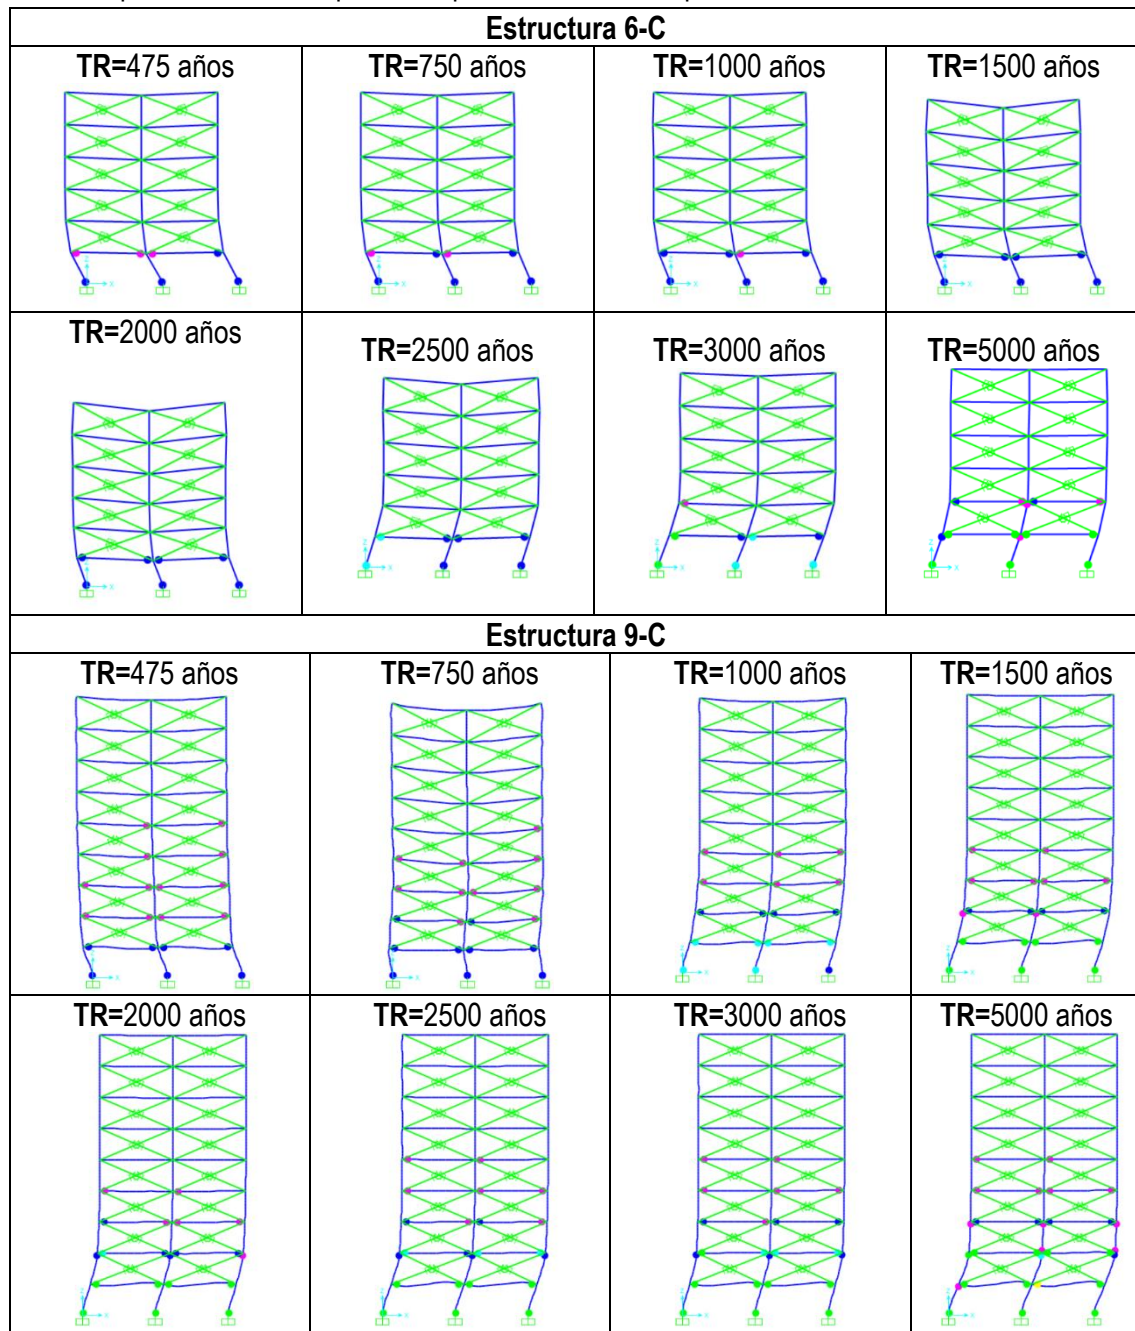 Estructura 6-C
TR=475 años
TR=750 años
TR=1000 años
TR=1500 años
TR=2000 años
TR=2500 años
TR=3000 años
TR=5000 años
Estructura 9-C
TR=475 años
TR=750 años
TR=1000 años
TR=1500 años
TR=2000 años
TR=2500 años
TR=3000 años
TR=5000 años